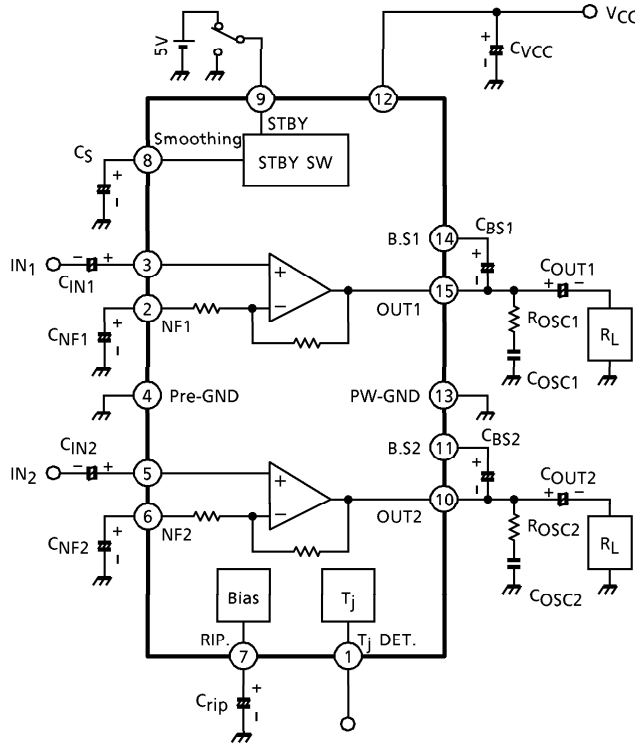 VCC
5V
+
CVCC
-
9
12
STBY
Smoothing
STBY SW
CS
8
+
-
B.S1
14
CBS1
+
-
IN1
- +
CIN1
3
+
-
OUT1
15
COUT1
+ -
CNF1
+
-
2
NF1
ROSC1
RL
COSC1
4
Pre-GND
PW-GND
13
B.S2
11
CBS2
+
-
IN2
CIN2
- +
5
+
-
OUT2
10
COUT2
+ -
CNF2
+
-
6
NF2
ROSC2
RL
COSC2
Bias
Tj
RIP.
Tj DET.
7
1
Crip
+
-